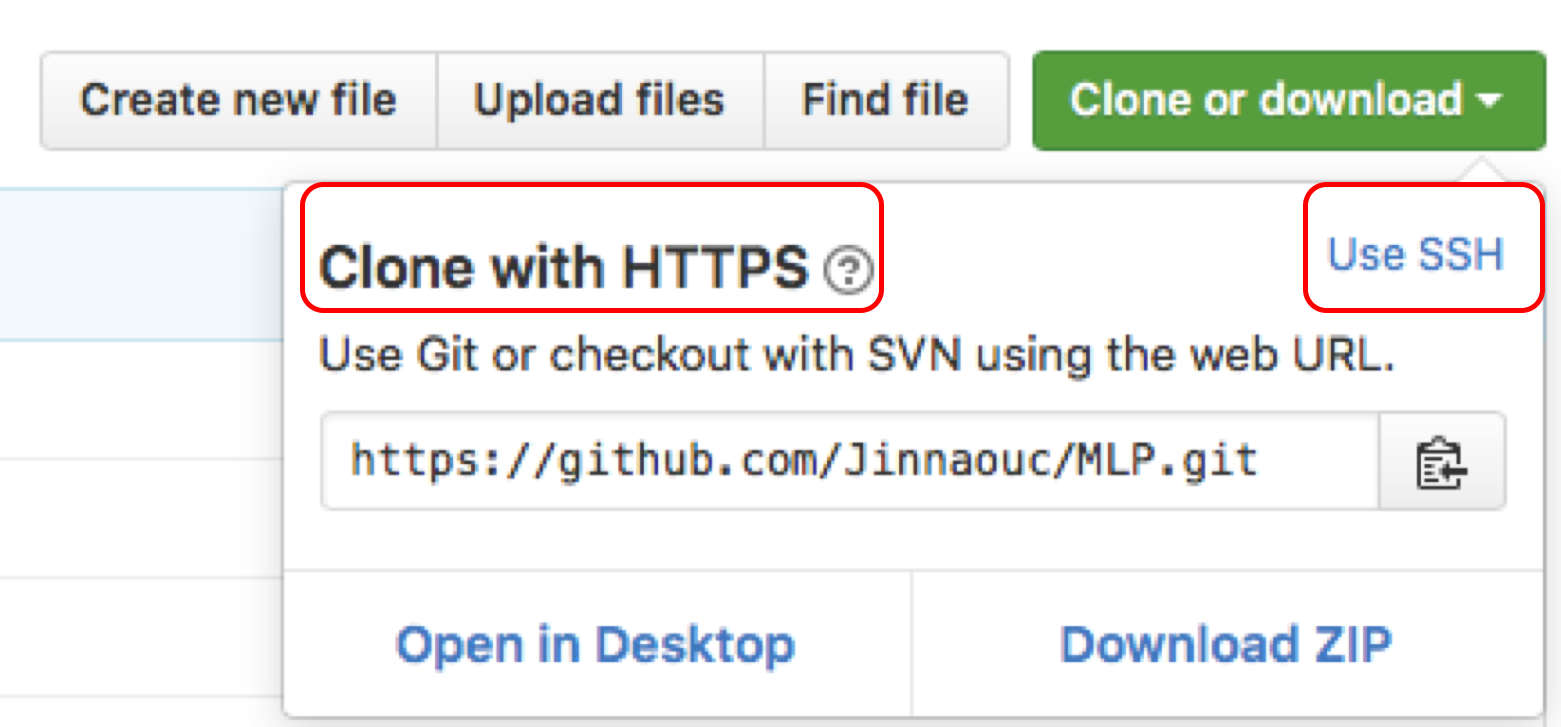 Create new file Upload files Find file Clone or download
Clone with HTTPS ? Use SSH
Use Git or checkout with SVN using the web URL.
https://github.com/Jinnaouc/MLP.git
Open in Desktop Download ZIP